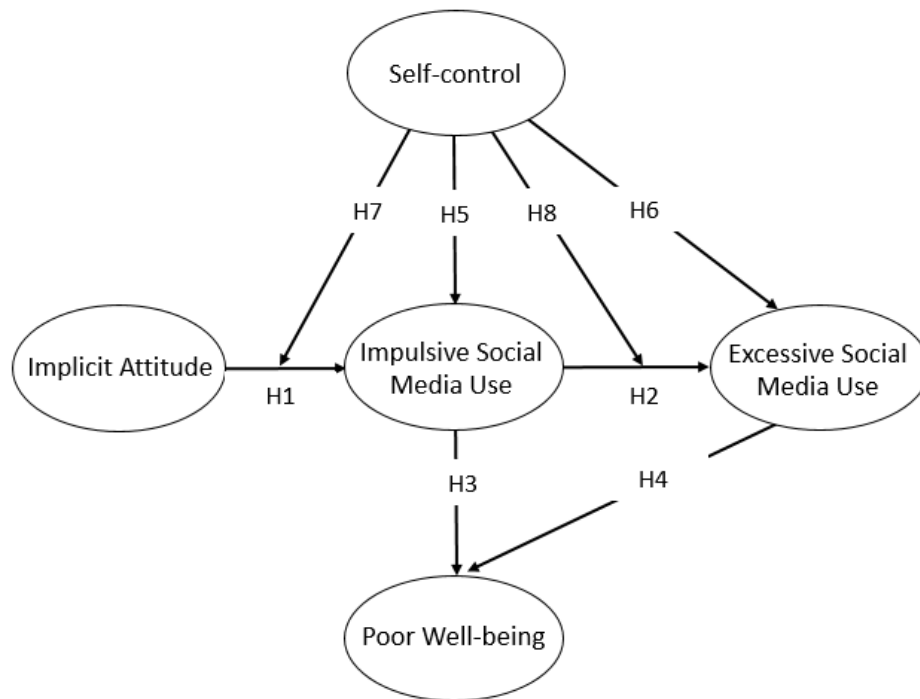 Self-control
H7
H5
H8
H6
Implicit Attitude
Impulsive Social
Media Use
Excessive Social
Media Use
H1
H2
H3
H4
Poor Well-being